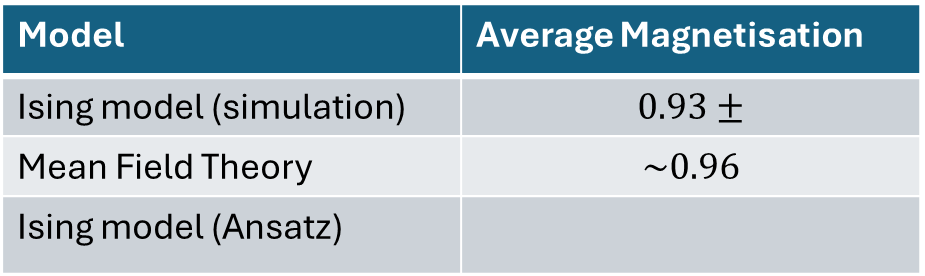 Model Average Magnetisation
Ising model (simulation) 0.93 ±
Mean Field Theory ~0.96
Ising model (Ansatz)